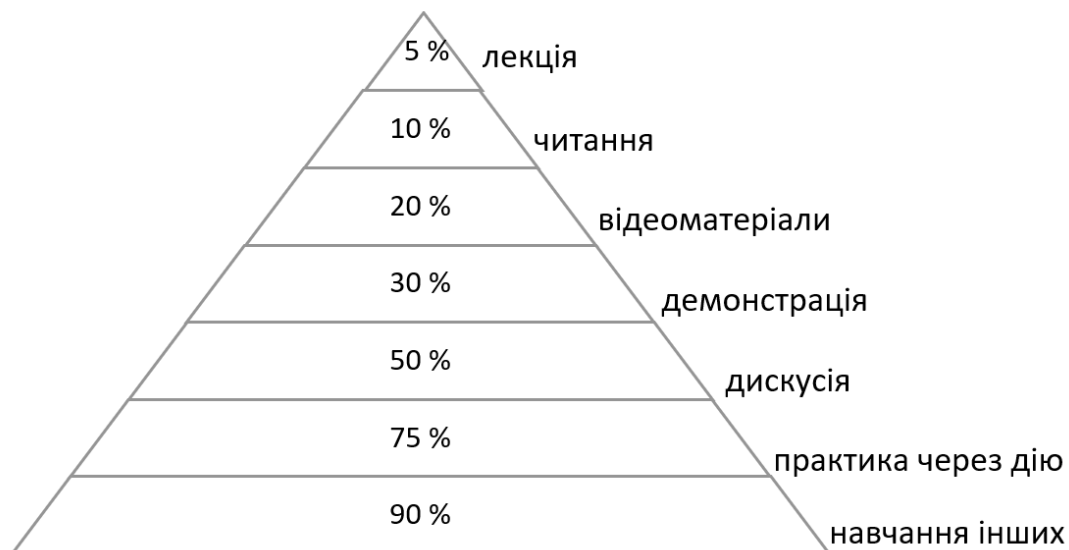 5 % лекція
10 % читання
20 % відеоматеріали
30 % демонстрація
50 % дискусія
75 % практика через дію
90 % навчання інших